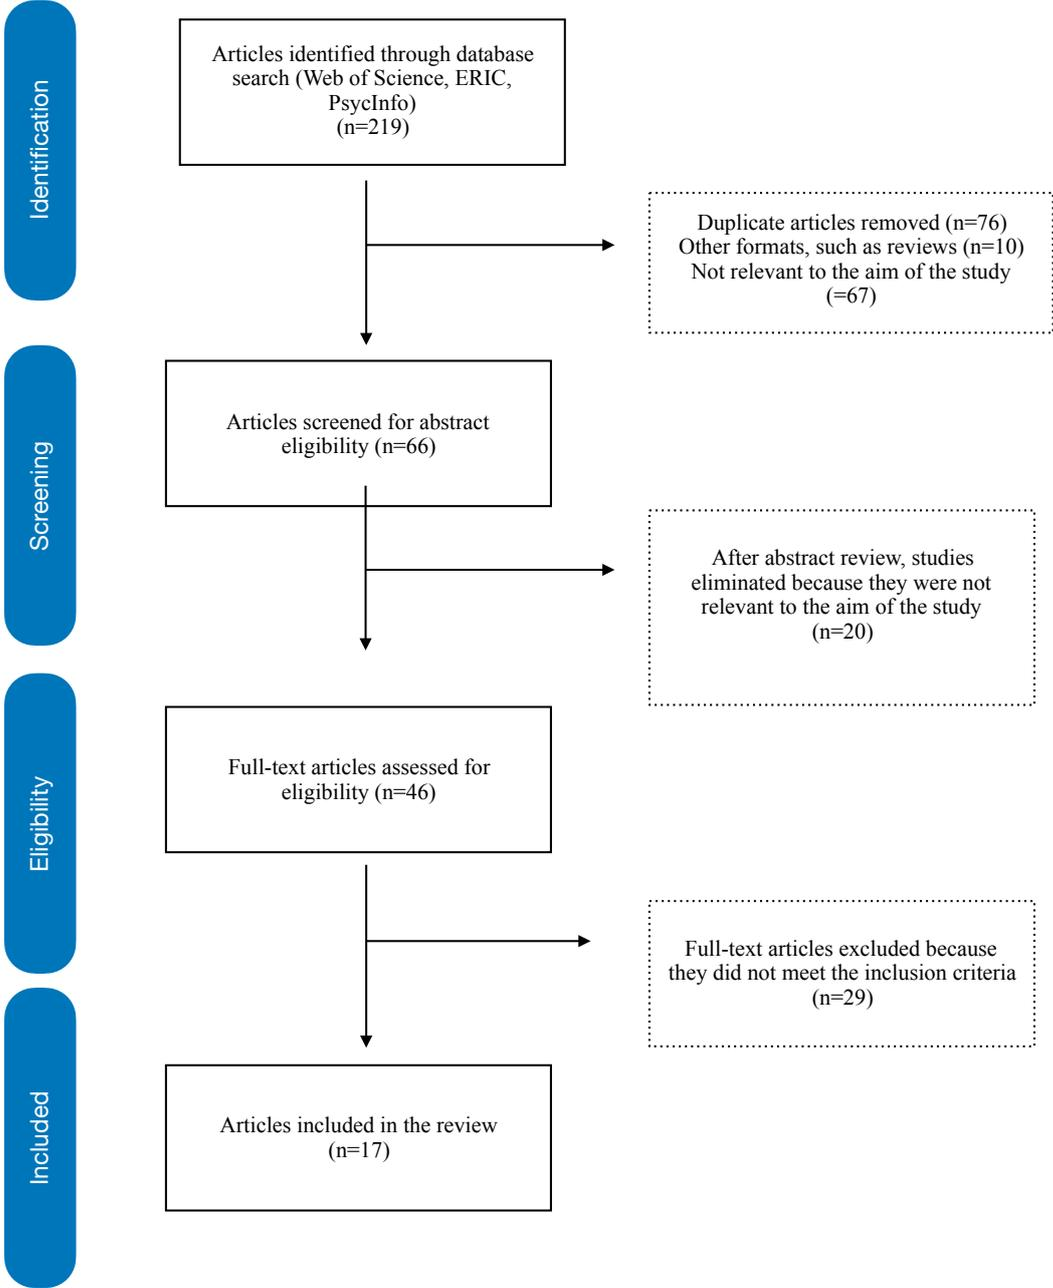 Identification
Articles identified through database
search (Web of Science, ERIC,
PsycInfo)
(n=219)
Duplicate articles removed (n=76)
Other formats, such as reviews (n=10)
Not relevant to the aim of the study
(=67)
Screening
Articles screened for abstract
eligibility (n=66)
After abstract review, studies
eliminated because they were not
relevant to the aim of the study
(n=20)
Eligibility
Full-text articles assessed for
eligibility (n=46)
Full-text articles excluded because
they did not meet the inclusion criteria
(n=29)
Included
Articles included in the review
(n=17)